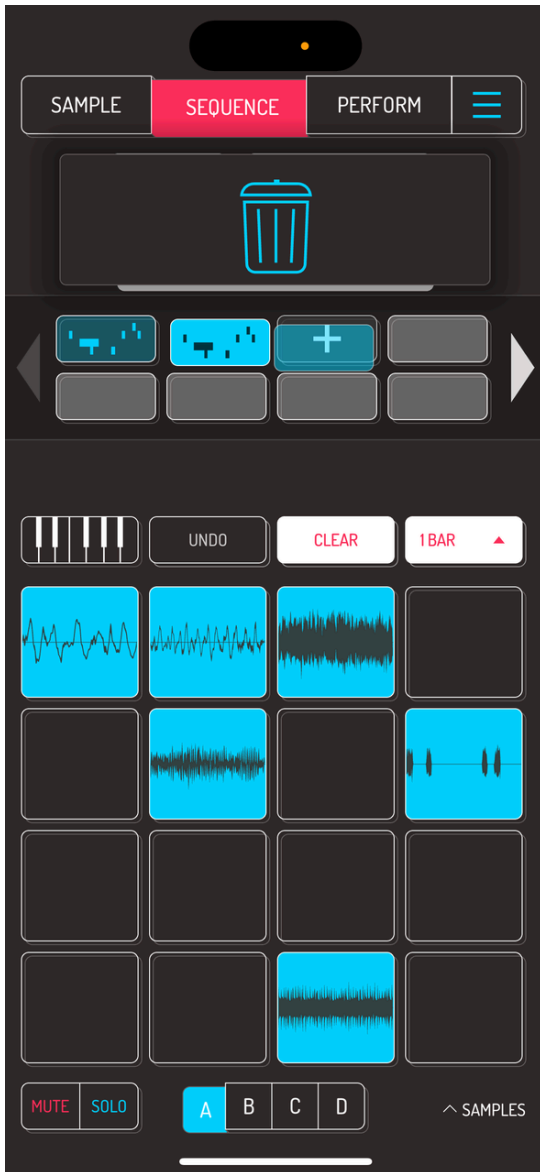 SAMPLE SEQUENCE PERFORM
UNDO CLEAR 1 BAR
MUTE SOLO A B C D SAMPLES